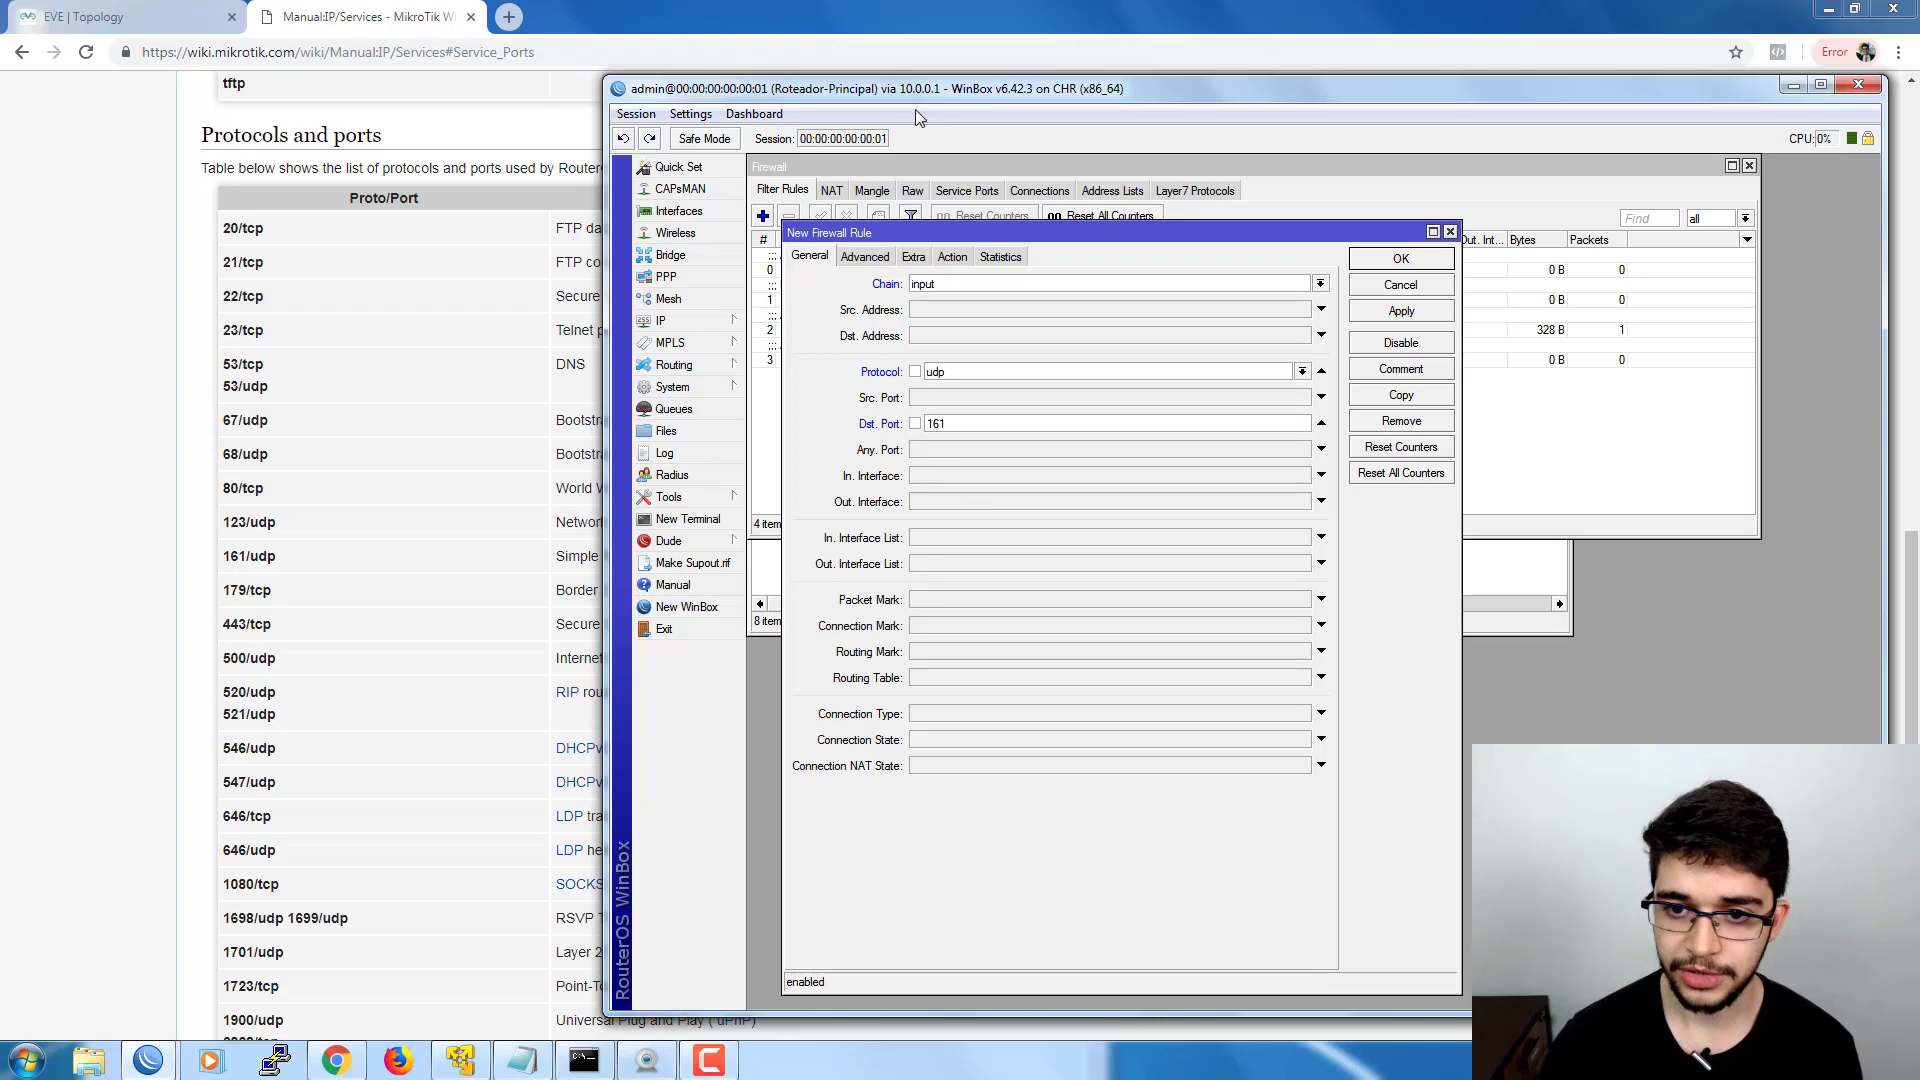 EVE | Topology
Manual:IP/Services - MikroTik Wi
https://wiki.mikrotik.com/wiki/Manual:IP/Services#Service_Ports
Error
tftp
Protocols and ports
Table below shows the list of protocols and ports used by Router
Proto/Port
20/tcp
FTP da
21/tcp
FTP co
22/tcp
Secure
23/tcp
Telnet p
53/tcp
DNS
53/udp
67/udp
Bootstra
68/udp
Bootstra
80/tcp
World W
123/udp
Network
161/udp
Simple
179/tcp
Border
443/tcp
Secure
500/udp
Internet
520/udp
RIP rou
521/udp
546/udp
DHCPv
547/udp
DHCPv
646/tcp
LDP tra
646/udp
LDP he
1080/tcp
SOCKS
1698/udp 1699/udp
RSVP T
1701/udp
Layer 2
1723/tcp
Point-To
1900/udp
Universal Plug and Play ( uPnP)
admin@00:00:00:00:00:01 (Roteador-Principal) via 10.0.0.1 - WinBox v6.42.3 on CHR (x86_64)
Session Settings Dashboard
Safe Mode Session: 00:00:00:00:00:01 CPU: 0%
Quick Set
CAPsMAN
Interfaces
Wireless
Bridge
PPP
Mesh
IP
MPLS
Routing
System
Queues
Files
Log
Radius
Tools
New Terminal
Dude
Make Supout.rif
Manual
New WinBox
Exit
RouterOS WinBox
Firewall
Filter Rules NAT Mangle Raw Service Ports Connections Address Lists Layer7 Protocols
00 Reset Counters 00 Reset All Counters Find all
# Out. Int... Bytes Packets
;;;
0 0 B 0
;;;
1 0 B 0
;;;
2 328 B 1
;;;
3 0 B 0
4 item
8 item
New Firewall Rule
General Advanced Extra Action Statistics
Chain: input
Src. Address:
Dst. Address:
Protocol: udp
Src. Port:
Dst. Port: 161
Any. Port:
In. Interface:
Out. Interface:
In. Interface List:
Out. Interface List:
Packet Mark:
Connection Mark:
Routing Mark:
Routing Table:
Connection Type:
Connection State:
Connection NAT State:
OK
Cancel
Apply
Disable
Comment
Copy
Remove
Reset Counters
Reset All Counters
enabled